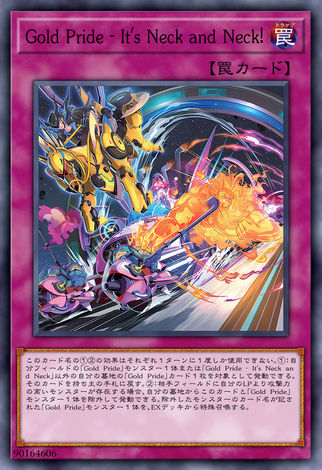 Gold Pride - It's Neck and Neck!
トラップ
罠
【罠カード】
このカード名の①②の効果はそれぞれ１ターンに１度しか使用できない。①:自
分フィールドの「Gold Pride」モンスター１体または「Gold Pride - It's Neck an
d Neck」以外の自分の墓地の「Gold Pride」カード１枚を対象として発動できる。
そのカードを持ち主の手札に戻す。②:相手フィールドに自分のLPより攻撃力
の高いモンスターが存在する場合、自分の墓地からこのカードと「Gold Pride」
モンスター１体を除外して発動できる。除外したモンスターのカード名が記さ
れた「Gold Pride」モンスター１体を、EXデッキから特殊召喚する。
90164606